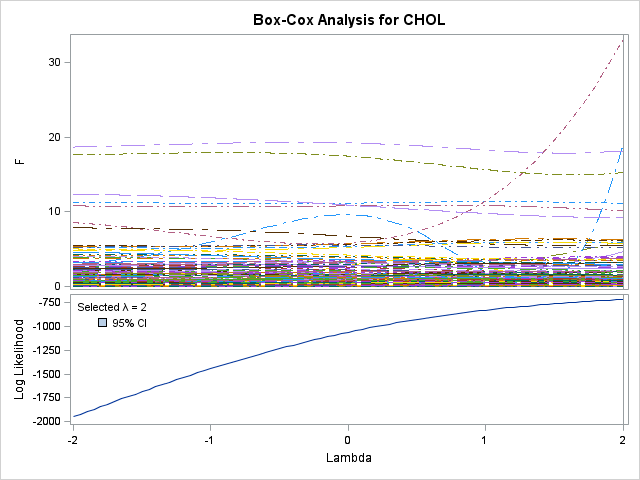 Box-Cox Analysis for CHOL
30
20
10
0
F
-750
-1000
-1250
-1500
-1750
-2000
Log Likelihood
Selected λ = 2
95% CI
-2 -1 0 1 2
Lambda